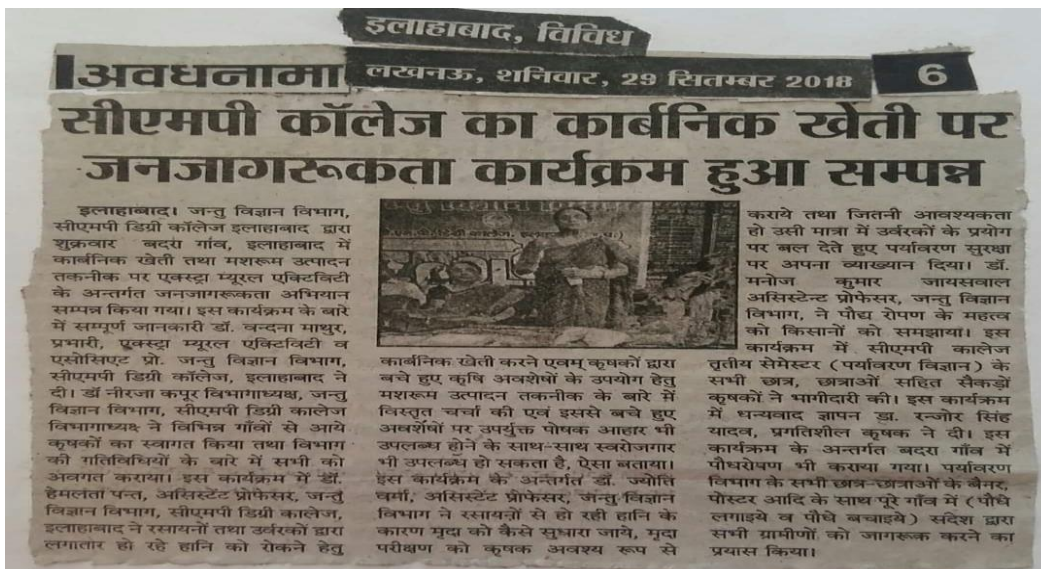 इलाहाबाद, विविध
अवधनामा लखनऊ, शनिवार, 29 सितम्बर 2018 6
सीएमपी कॉलेज का कार्बनिक खेती पर
जनजागरूकता कार्यक्रम हुआ सम्पन्न
इलाहाबाद। जन्तु विज्ञान विभाग,
सीएमपी डिग्री कॉलेज इलाहाबाद द्वारा
शुक्रवार बदरा गांव, इलाहाबाद में
कार्बनिक खेती तथा मशरूम उत्पादन
तकनीक पर एक्स्ट्रा म्यूरल एक्टिविटी
के अन्तर्गत जनजागरूकता अभियान
सम्पन्न किया गया। इस कार्यक्रम के बारे
में सम्पूर्ण जानकारी डॉ. वन्दना माथुर,
प्रभारी, एक्स्ट्रा म्यूरल एक्टिविटी व
एसोसिएट प्रो. जन्तु विज्ञान विभाग,
सीएमपी डिग्री कॉलेज, इलाहाबाद ने
दी। डॉ नीरजा कपूर विभागाध्यक्ष, जन्तु
विज्ञान विभाग, सीएमपी डिग्री कालेज
विभागाध्यक्ष ने विभिन्न गाँवों से आये
कृषकों का स्वागत किया तथा विभाग
की गतिविधियों के बारे में सभी को
अवगत कराया। इस कार्यक्रम में डॉ.
हेमलता पन्त, असिस्टेंट प्रोफेसर, जन्तु
विज्ञान विभाग, सीएमपी डिग्री कालेज,
इलाहाबाद ने रसायनों तथा उर्वरकों द्वारा
लगातार हो रहे हानि को रोकने हेतु
कार्बनिक खेती करने एवम् कृषकों द्वारा
बचे हुए कृषि अवशेषों के उपयोग हेतु
मशरूम उत्पादन तकनीक के बारे में
विस्तृत चर्चा की एवं इससे बचे हुए
अवशेषों पर उपर्युक्त पोषक आहार भी
उपलब्ध होने के साथ-साथ स्वरोजगार
भी उपलब्ध हो सकता है, ऐसा बताया।
इस कार्यक्रम के अन्तर्गत डॉ. ज्योति
वर्मा, असिस्टेंट प्रोफेसर, जन्तु विज्ञान
विभाग ने रसायनों से हो रही हानि के
कारण मृदा को कैसे सुधारा जाये, मृदा
परीक्षण को कृषक अवश्य रूप से
कराये तथा जितनी आवश्यकता
हो उसी मात्रा में उर्वरकों के प्रयोग
पर बल देते हुए पर्यावरण सुरक्षा
पर अपना व्याख्यान दिया। डॉ.
मनोज कुमार जायसवाल
असिस्टेन्ट प्रोफेसर, जन्तु विज्ञान
विभाग, ने पौध रोपण के महत्व
को किसानों को समझाया। इस
कार्यक्रम में सीएमपी कालेज
तृतीय सेमेस्टर (पर्यावरण विज्ञान) के
सभी छात्र, छात्राओं सहित सैकड़ों
कृषकों ने भागीदारी की। इस कार्यक्रम
में धन्यवाद ज्ञापन डा. रन्जोर सिंह
यादव, प्रगतिशील कृषक ने दी। इस
कार्यक्रम के अन्तर्गत बदरा गाँव में
पौधरोपण भी कराया गया। पर्यावरण
विभाग के सभी छात्र-छात्राओं के बैनर,
पोस्टर आदि के साथ पूरे गाँव में (पौधे
लगाइये व पौधे बचाइये) संदेश द्वारा
सभी ग्रामीणों को जागरूक करने का
प्रयास किया।